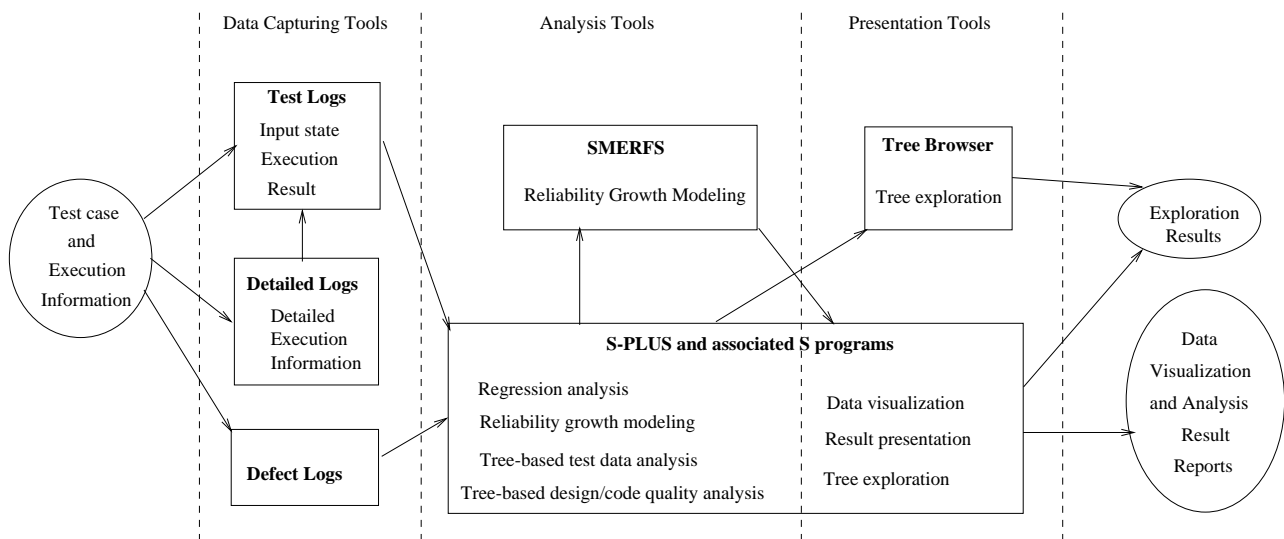 Data Capturing Tools
Analysis Tools
Presentation Tools
Test case
and
Execution
Information
Test Logs
Input state
Execution
Result
Detailed Logs
Detailed
Execution
Information
Defect Logs
SMERFS
Reliability Growth Modeling
S-PLUS and associated S programs
Regression analysis
Reliability growth modeling
Tree-based test data analysis
Tree-based design/code quality analysis
Data visualization
Result presentation
Tree exploration
Tree Browser
Tree exploration
Exploration
Results
Data
Visualization
and Analysis
Result
Reports